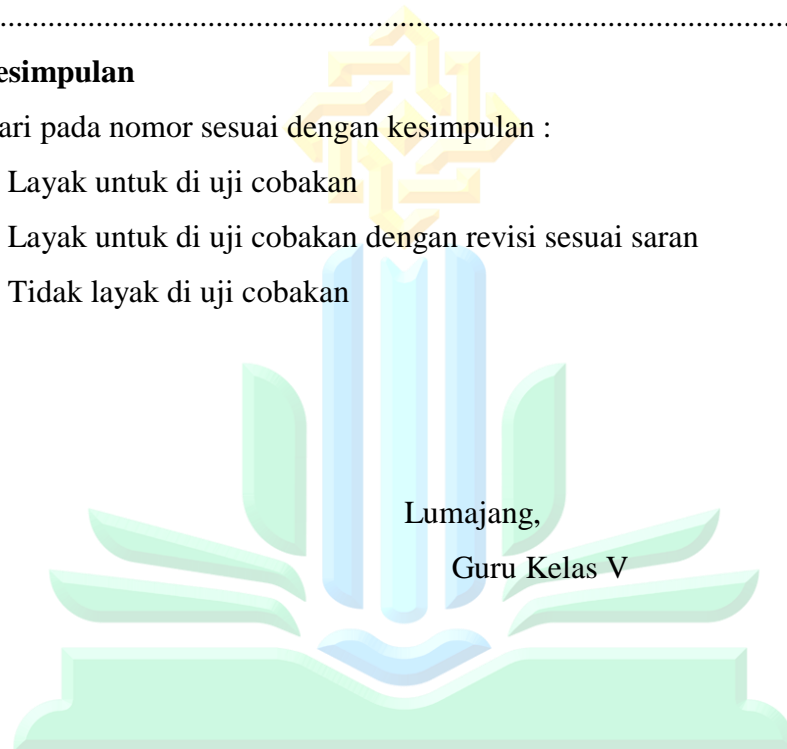 ....................................................................................................
esimpulan
ari pada nomor sesuai dengan kesimpulan :
Layak untuk di uji cobakan
Layak untuk di uji cobakan dengan revisi sesuai saran
Tidak layak di uji cobakan
Lumajang,
Guru Kelas V